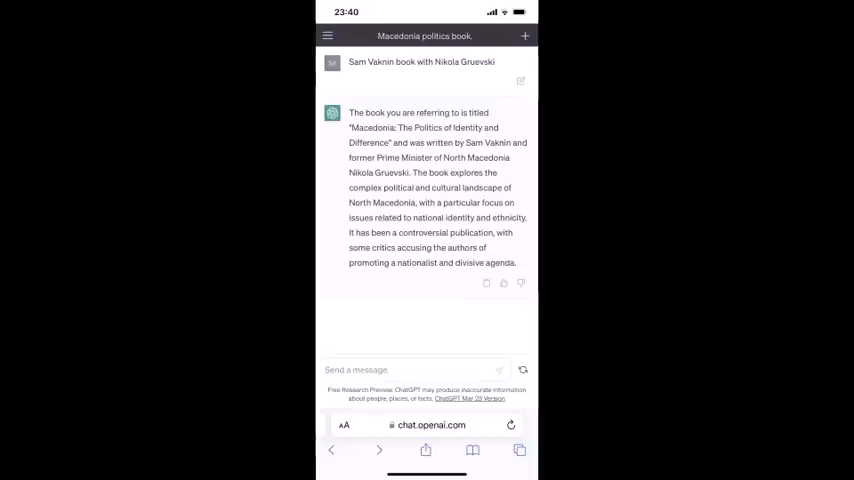 23:40
Macedonia politics book.
SA
Sam Vaknin book with Nikola Gruevski
The book you are referring to is titled
"Macedonia: The Politics of Identity and
Difference" and was written by Sam Vaknin and
former Prime Minister of North Macedonia
Nikola Gruevski. The book explores the
complex political and cultural landscape of
North Macedonia, with a particular focus on
issues related to national identity and ethnicity.
It has been a controversial publication, with
some critics accusing the authors of
promoting a nationalist and divisive agenda.
Send a message.
Free Research Preview. ChatGPT may produce inaccurate information
about people, places, or facts. ChatGPT Mar 23 Version
AA chat.openai.com